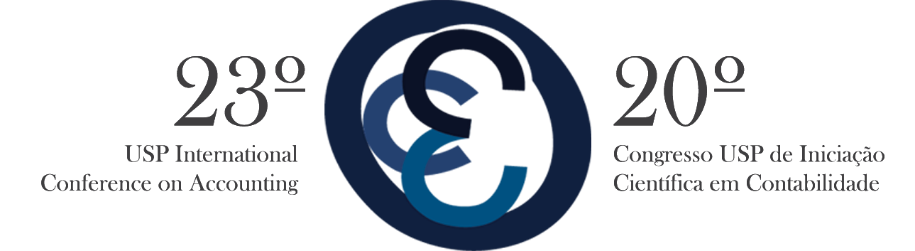 23º
USP International
Conference on Accounting
20º
Congresso USP de Iniciação
Científica em Contabilidade